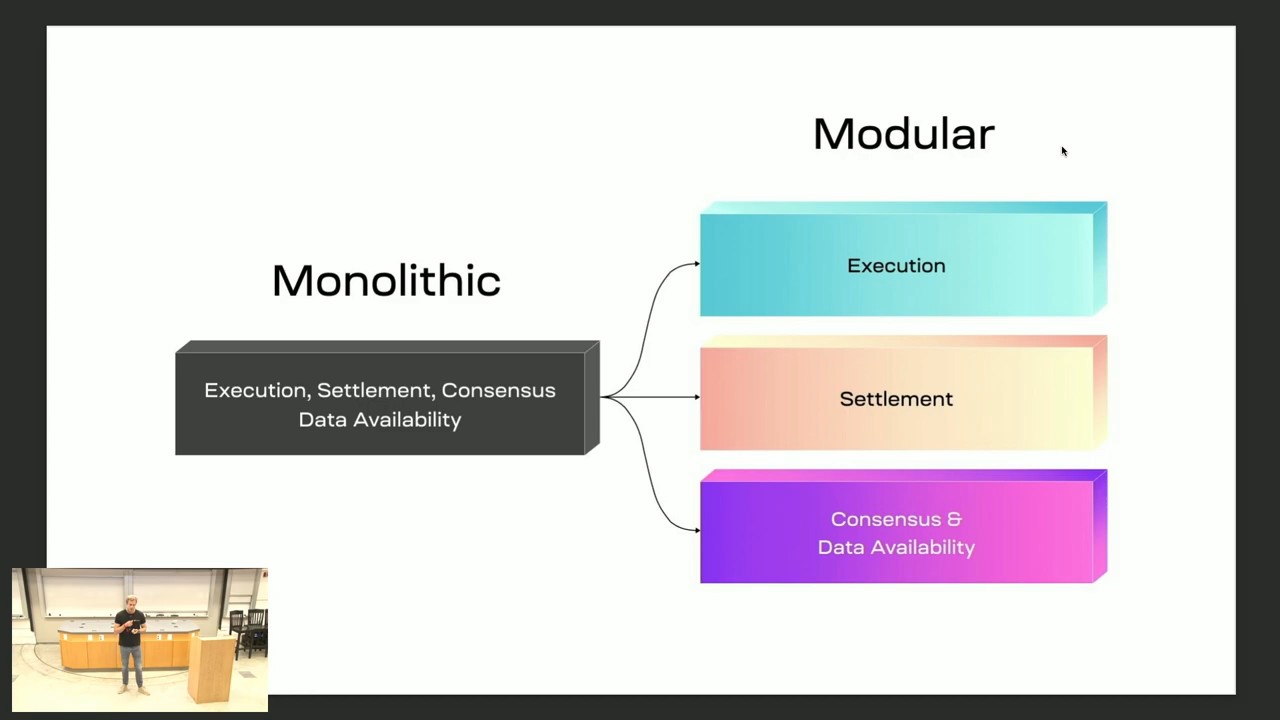 Modular
Monolithic
Execution, Settlement, Consensus
Data Availability
Execution
Settlement
Consensus &
Data Availability